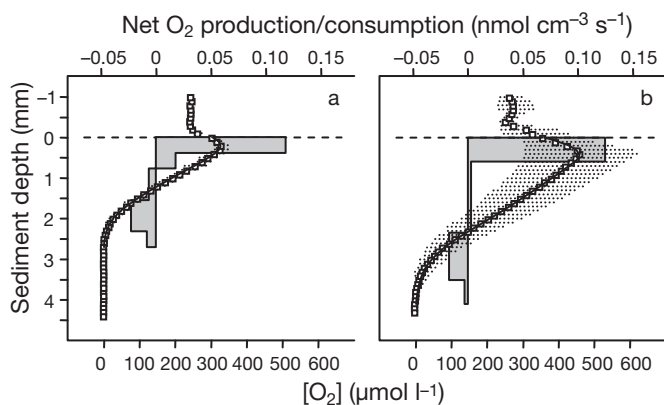 Net O₂ production/consumption (nmol cm⁻³ s⁻¹)
−0.05 0 0.05 0.10 0.15 −0.05 0 0.05 0.10 0.15
a b
Sediment depth (mm)
−1
0
1
2
3
4
0 100 200 300 400 500 600 0 100 200 300 400 500 600
[O₂] (µmol l⁻¹)